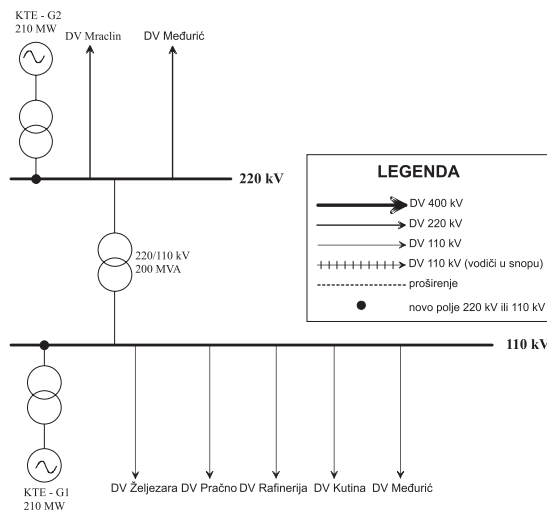 KTE - G2
210 MW
DV Mraclin
DV Međurić
220 kV
220/110 kV
200 MVA
LEGENDA
DV 400 kV
DV 220 kV
DV 110 kV
DV 110 kV (vodiči u snopu)
proširenje
novo polje 220 kV ili 110 kV
110 kV
KTE - G1
210 MW
DV Željezara
DV Pračno
DV Rafinerija
DV Kutina
DV Međurić